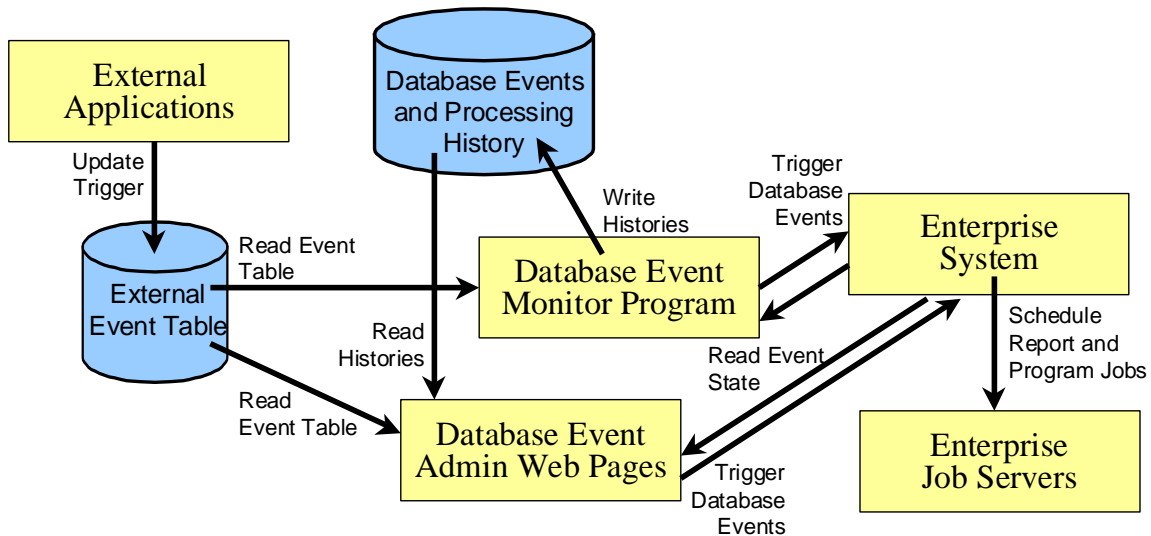 External
Applications
Database Events
and Processing
History
Update
Trigger
Trigger
Database
Events
Write
Histories
Enterprise
System
Read Event
Table
Database Event
Monitor Program
External
Event Table
Read
Histories
Read Event
State
Schedule
Report and
Program Jobs
Read
Event Table
Database Event
Admin Web Pages
Trigger
Database
Events
Enterprise
Job Servers